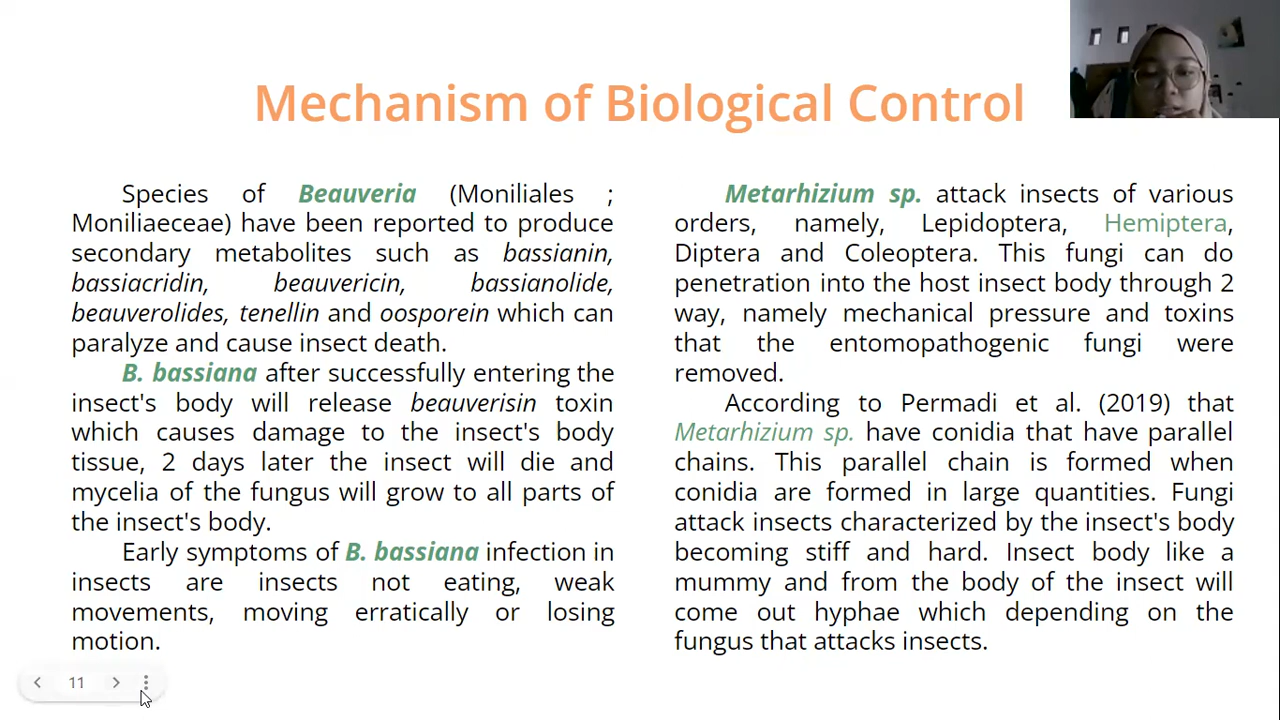 Mechanism of Biological Control
Species of Beauveria (Moniliales ;
Moniliaeceae) have been reported to produce
secondary metabolites such as bassianin,
bassiacridin, beauvericin, bassianolide,
beauverolides, tenellin and oosporein which can
paralyze and cause insect death.
B. bassiana after successfully entering the
insect's body will release beauverisin toxin
which causes damage to the insect's body
tissue, 2 days later the insect will die and
mycelia of the fungus will grow to all parts of
the insect's body.
Early symptoms of B. bassiana infection in
insects are insects not eating, weak
movements, moving erratically or losing
motion.
Metarhizium sp. attack insects of various
orders, namely, Lepidoptera, Hemiptera,
Diptera and Coleoptera. This fungi can do
penetration into the host insect body through 2
way, namely mechanical pressure and toxins
that the entomopathogenic fungi were
removed.
According to Permadi et al. (2019) that
Metarhizium sp. have conidia that have parallel
chains. This parallel chain is formed when
conidia are formed in large quantities. Fungi
attack insects characterized by the insect's body
becoming stiff and hard. Insect body like a
mummy and from the body of the insect will
come out hyphae which depending on the
fungus that attacks insects.
11